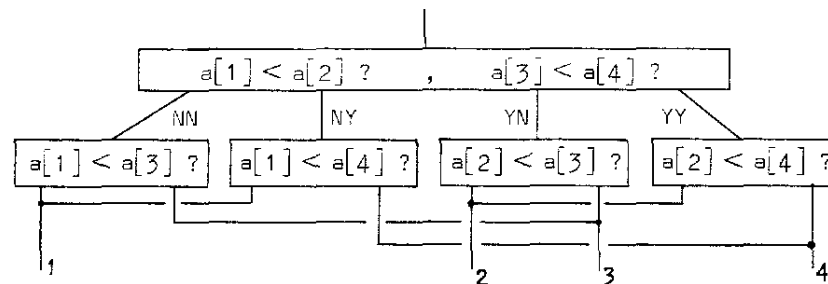 a[1] < a[2] ? , a[3] < a[4] ?
NN NY YN YY
a[1] < a[3] ? a[1] < a[4] ? a[2] < a[3] ? a[2] < a[4] ?
1 2 3 4